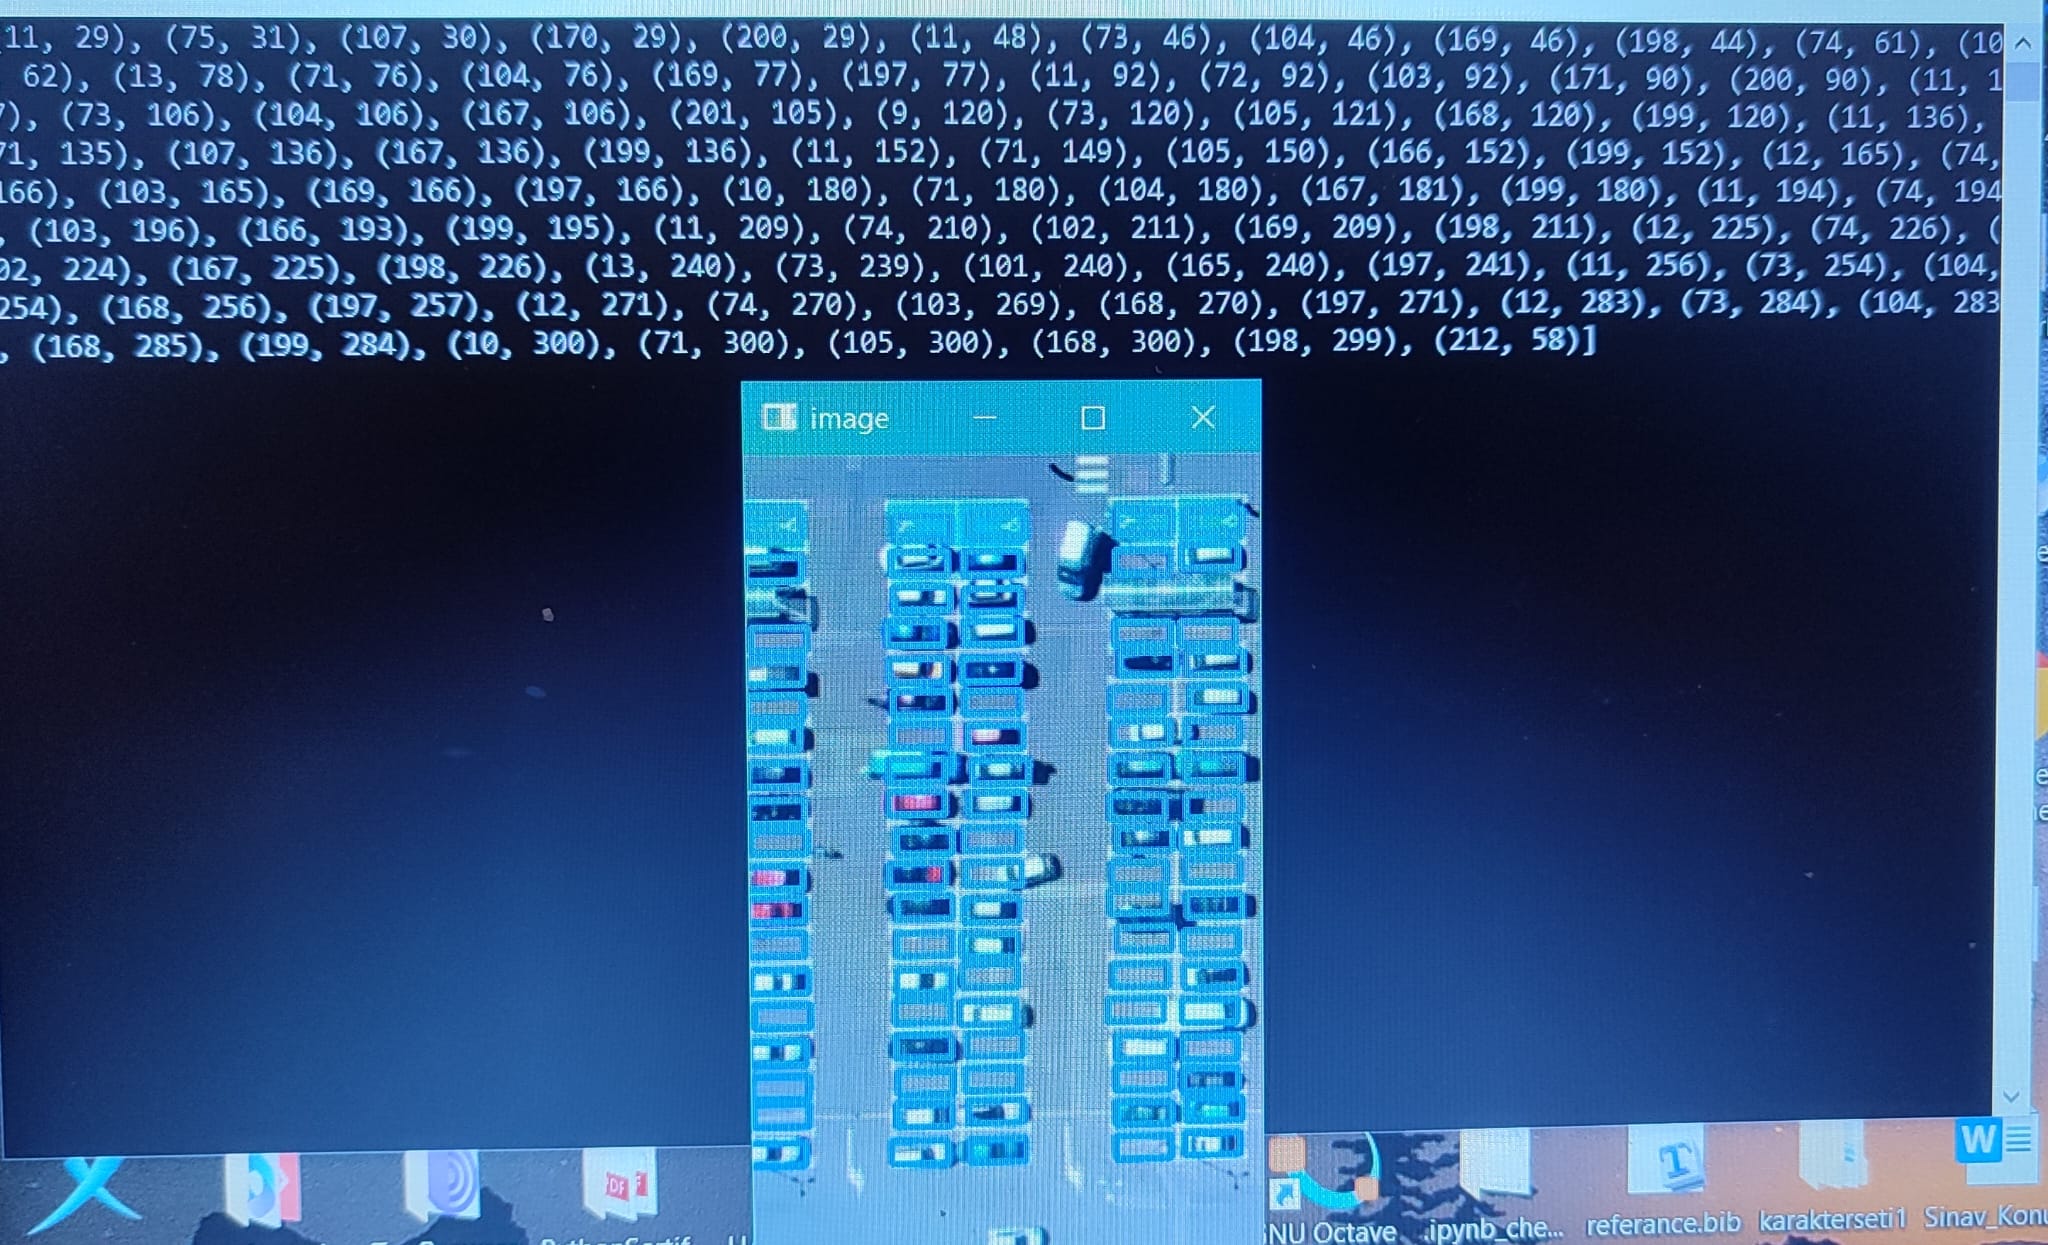 11, 29), (75, 31), (107, 30), (170, 29), (200, 29), (11, 48), (73, 46), (104, 46), (169, 46), (198, 44), (74, 61), (10
62), (13, 78), (71, 76), (104, 76), (169, 77), (197, 77), (11, 92), (72, 92), (103, 92), (171, 90), (200, 90), (11, 1
), (73, 106), (104, 106), (167, 106), (201, 105), (9, 120), (73, 120), (105, 121), (168, 120), (199, 120), (11, 136),
71, 135), (107, 136), (167, 136), (199, 136), (11, 152), (71, 149), (105, 150), (166, 152), (199, 152), (12, 165), (74,
166), (103, 165), (169, 166), (197, 166), (10, 180), (71, 180), (104, 180), (167, 181), (199, 180), (11, 194), (74, 194
, (103, 196), (166, 193), (199, 195), (11, 209), (74, 210), (102, 211), (169, 209), (198, 211), (12, 225), (74, 226), (
02, 224), (167, 225), (198, 226), (13, 240), (73, 239), (101, 240), (165, 240), (197, 241), (11, 256), (73, 254), (104,
254), (168, 256), (197, 257), (12, 271), (74, 270), (103, 269), (168, 270), (197, 271), (12, 283), (73, 284), (104, 283
, (168, 285), (199, 284), (10, 300), (71, 300), (105, 300), (168, 300), (198, 299), (212, 58)]
image
PDF
T
W
GNU Octave .ipynb_che... referance.bib karakterseti1 Sinav_Konu